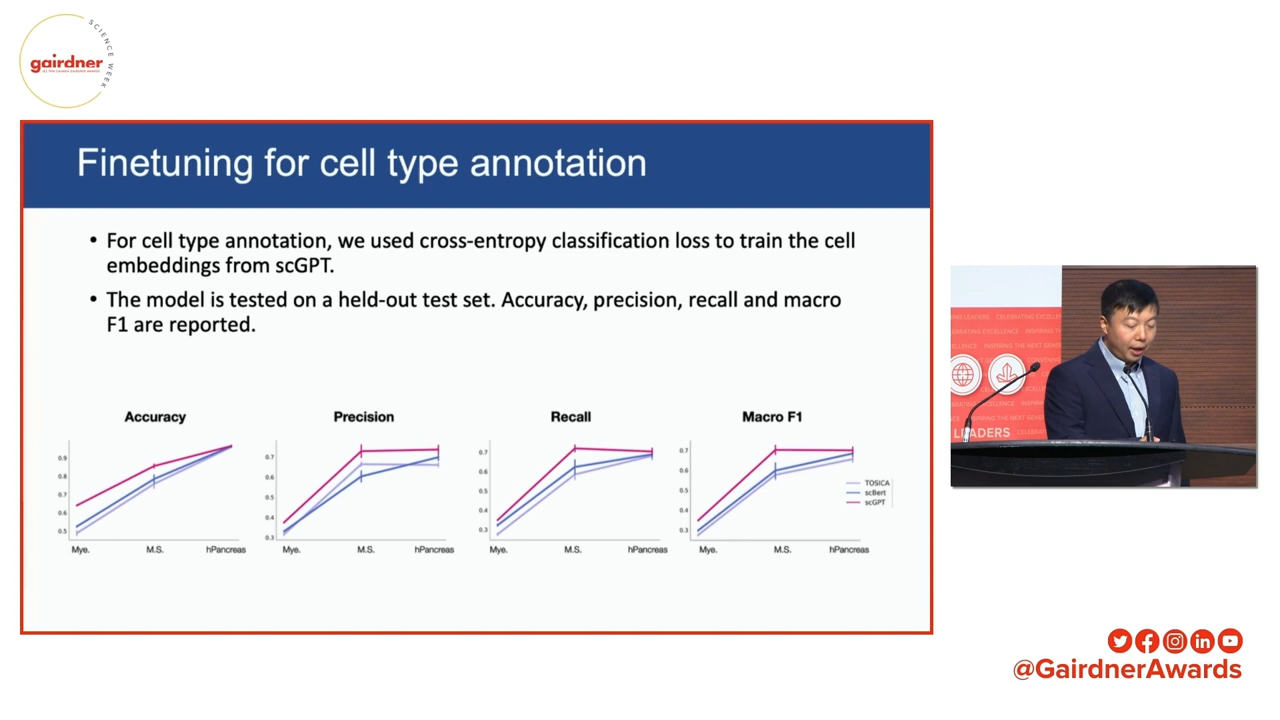 SCIENCE WEEK
gairdner
Finetuning for cell type annotation
• For cell type annotation, we used cross-entropy classification loss to train the cell
embeddings from scGPT.
• The model is tested on a held-out test set. Accuracy, precision, recall and macro
F1 are reported.
Accuracy
0.9
0.8
0.7
0.6
0.5
Mye. M.S. hPancreas
Precision
0.7
0.6
0.5
0.4
0.3
Mye. M.S. hPancreas
Recall
0.7
0.6
0.5
0.4
0.3
Mye. M.S. hPancreas
Macro F1
0.7
0.6
0.5
0.4
0.3
Mye. M.S. hPancreas
TOSICA
scBert
scGPT
CELEBRATING EXCELLEN
INSPIRING THE NEXT GENE
LEADERS
@GairdnerAwards